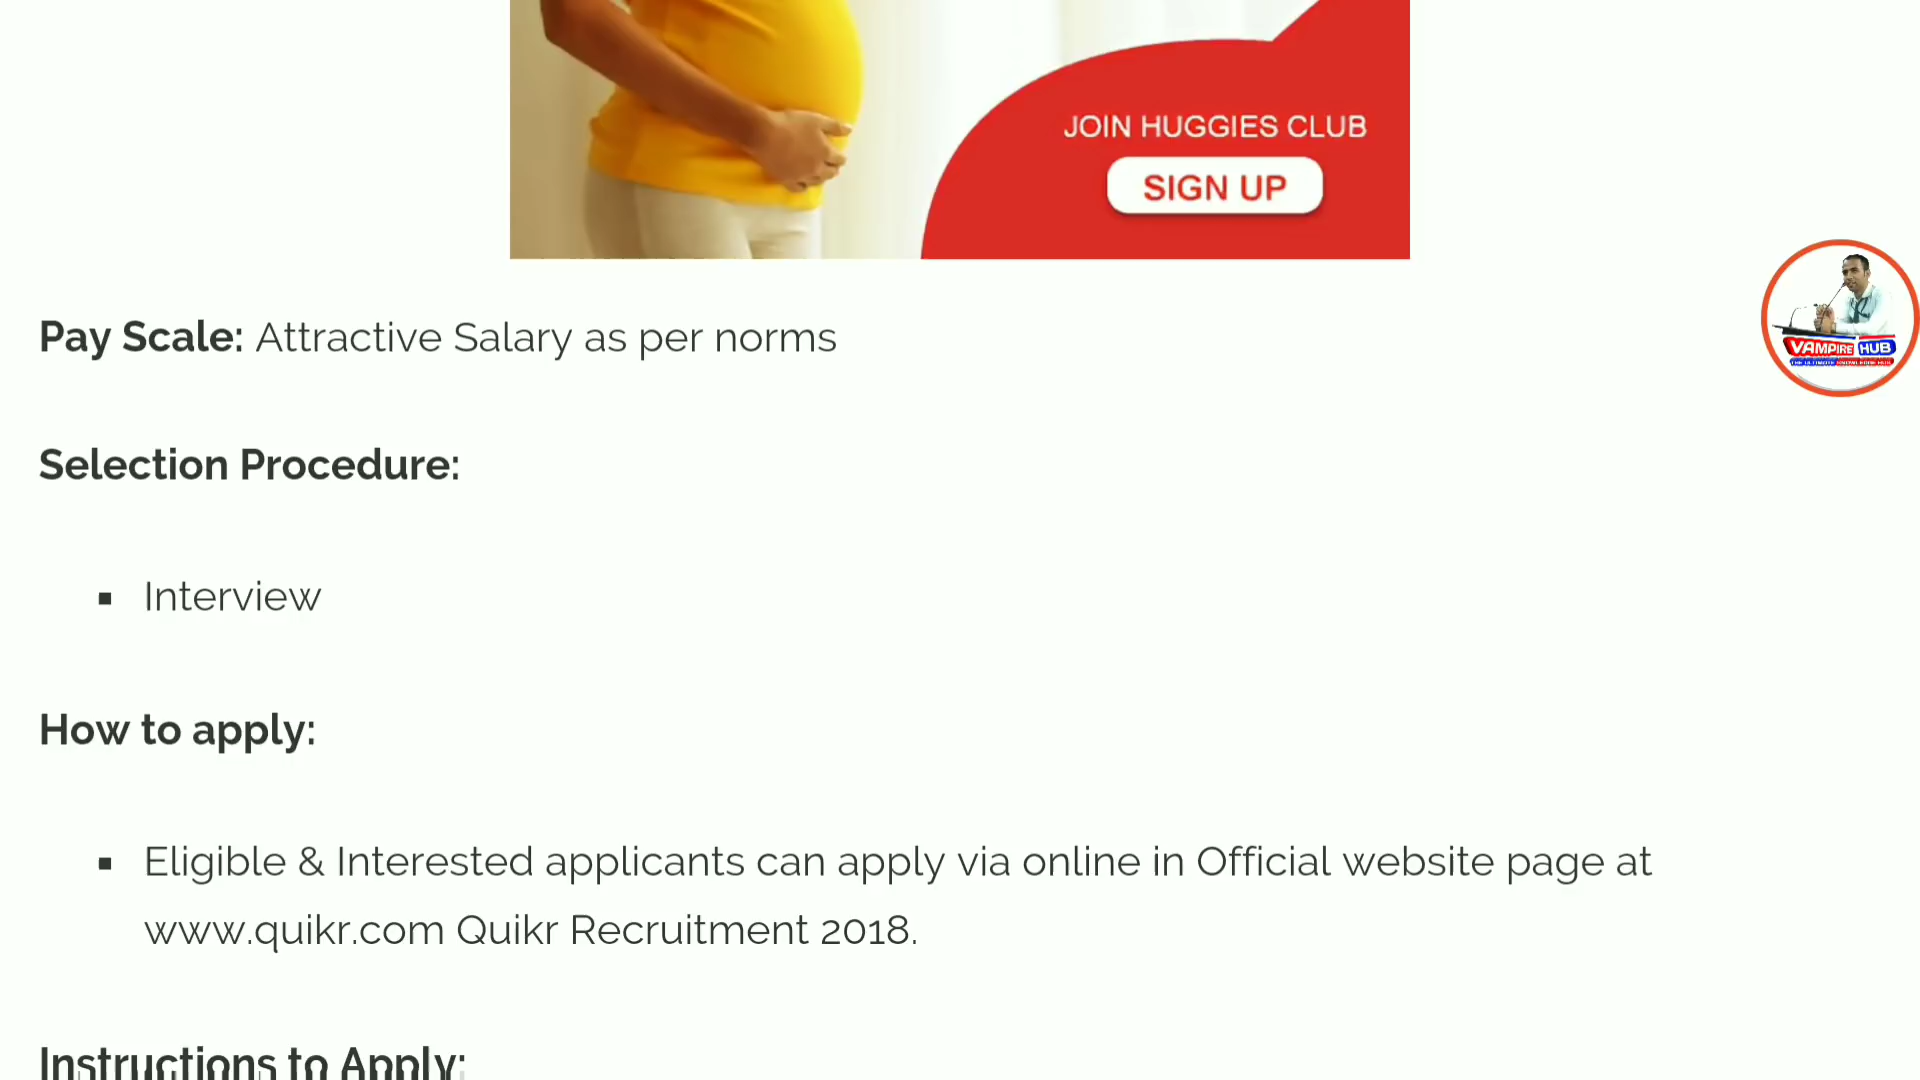 JOIN HUGGIES CLUB
SIGN UP
VAMPIRE HUB
Pay Scale: Attractive Salary as per norms
Selection Procedure:
▪ Interview
How to apply:
▪ Eligible & Interested applicants can apply via online in Official website page at
www.quikr.com Quikr Recruitment 2018.
Instructions to Apply: